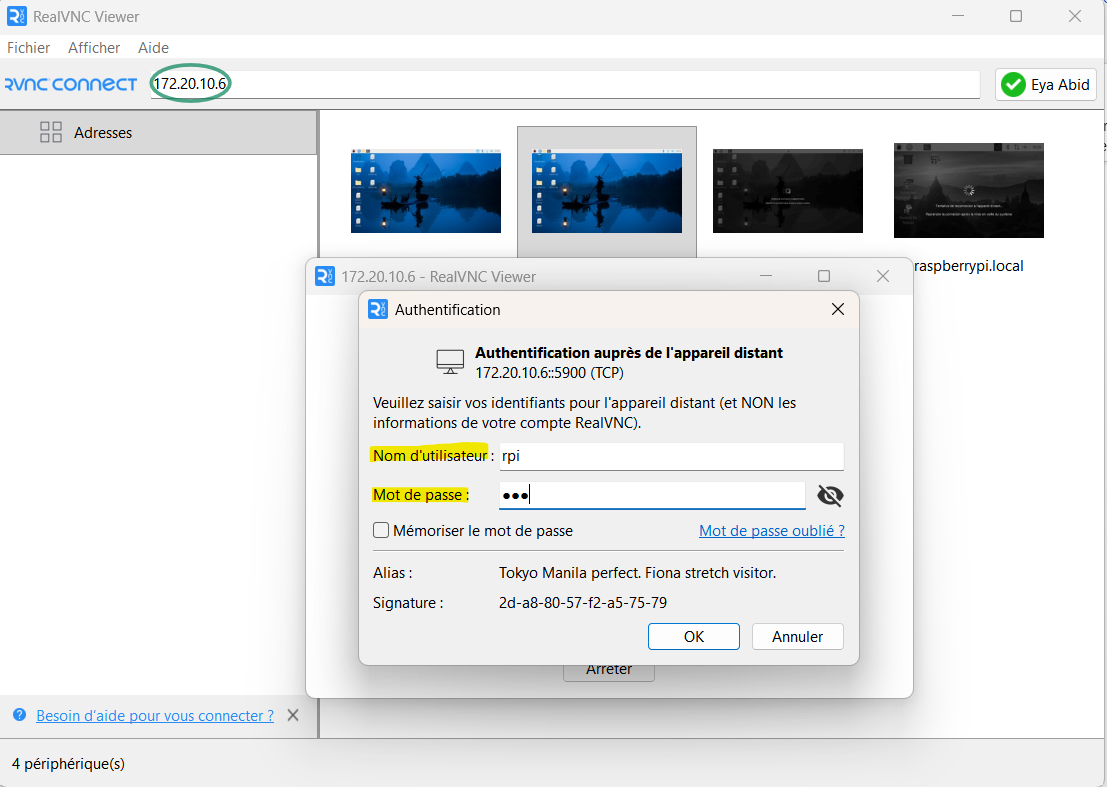 RealVNC Viewer
Fichier Afficher Aide
RVNC CONNECT
172.20.10.6
Eya Abid
Adresses
raspberrypi.local
172.20.10.6 - RealVNC Viewer
Authentification
Authentification auprès de l'appareil distant
172.20.10.6::5900 (TCP)
Veuillez saisir vos identifiants pour l'appareil distant (et NON les
informations de votre compte RealVNC).
Nom d'utilisateur : rpi
Mot de passe : •••
Mémoriser le mot de passe Mot de passe oublié ?
Alias : Tokyo Manila perfect. Fiona stretch visitor.
Signature : 2d-a8-80-57-f2-a5-75-79
OK Annuler
Arrêter
Besoin d'aide pour vous connecter ?
4 périphérique(s)